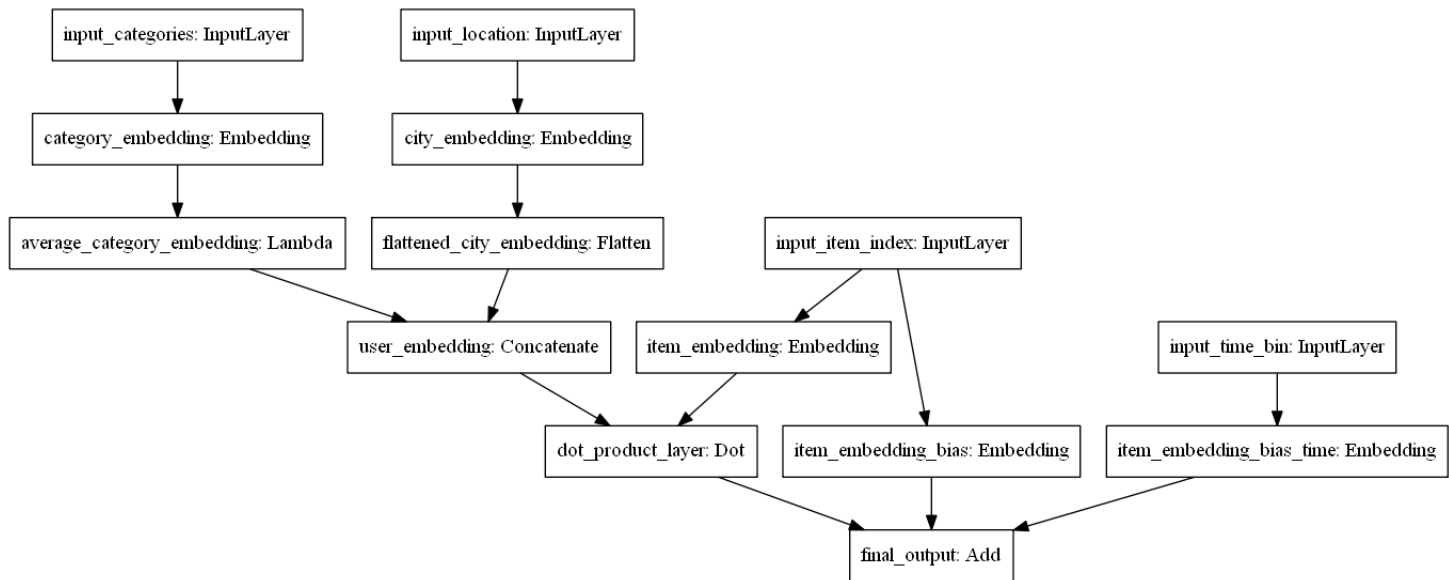 input_categories: InputLayer
input_location: InputLayer
category_embedding: Embedding
city_embedding: Embedding
average_category_embedding: Lambda
flattened_city_embedding: Flatten
input_item_index: InputLayer
user_embedding: Concatenate
item_embedding: Embedding
input_time_bin: InputLayer
dot_product_layer: Dot
item_embedding_bias: Embedding
item_embedding_bias_time: Embedding
final_output: Add